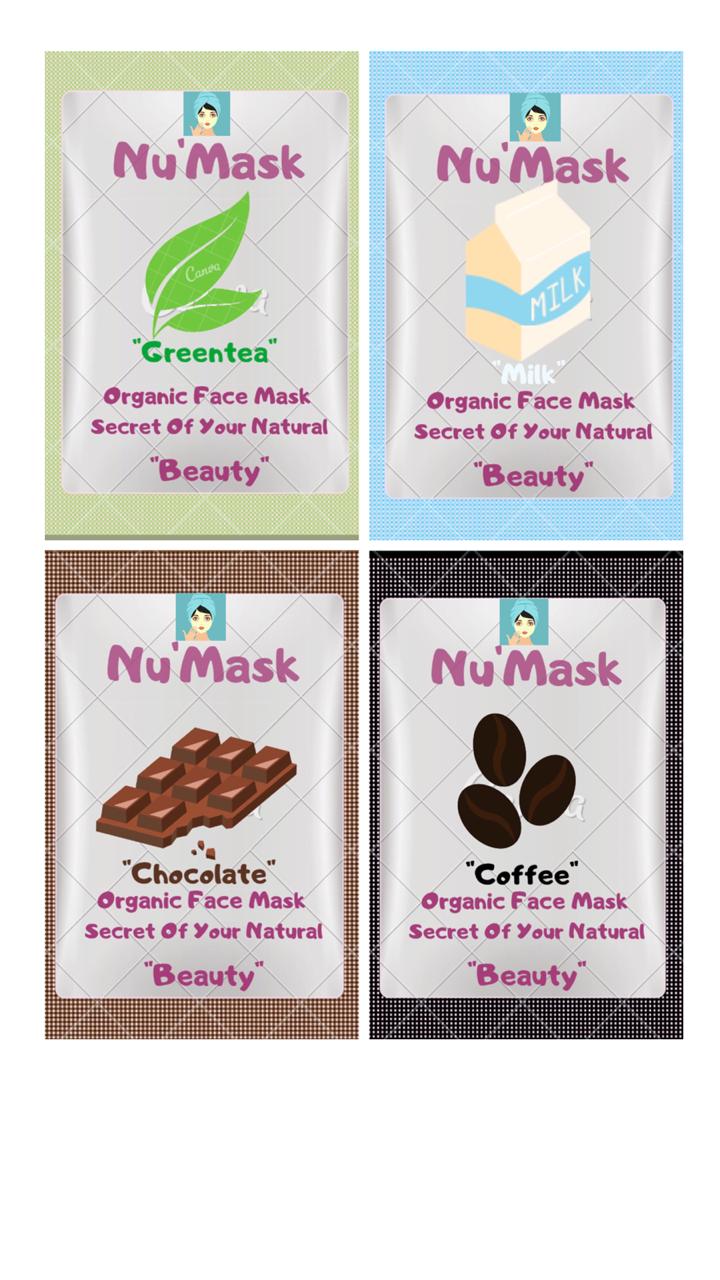 Nu'Mask
Canva
"Greentea"
Organic Face Mask
Secret Of Your Natural
"Beauty"
Nu'Mask
MILK
"Milk"
Organic Face Mask
Secret Of Your Natural
"Beauty"
Nu'Mask
"Chocolate"
Organic Face Mask
Secret Of Your Natural
"Beauty"
Nu'Mask
"Coffee"
Organic Face Mask
Secret Of Your Natural
"Beauty"